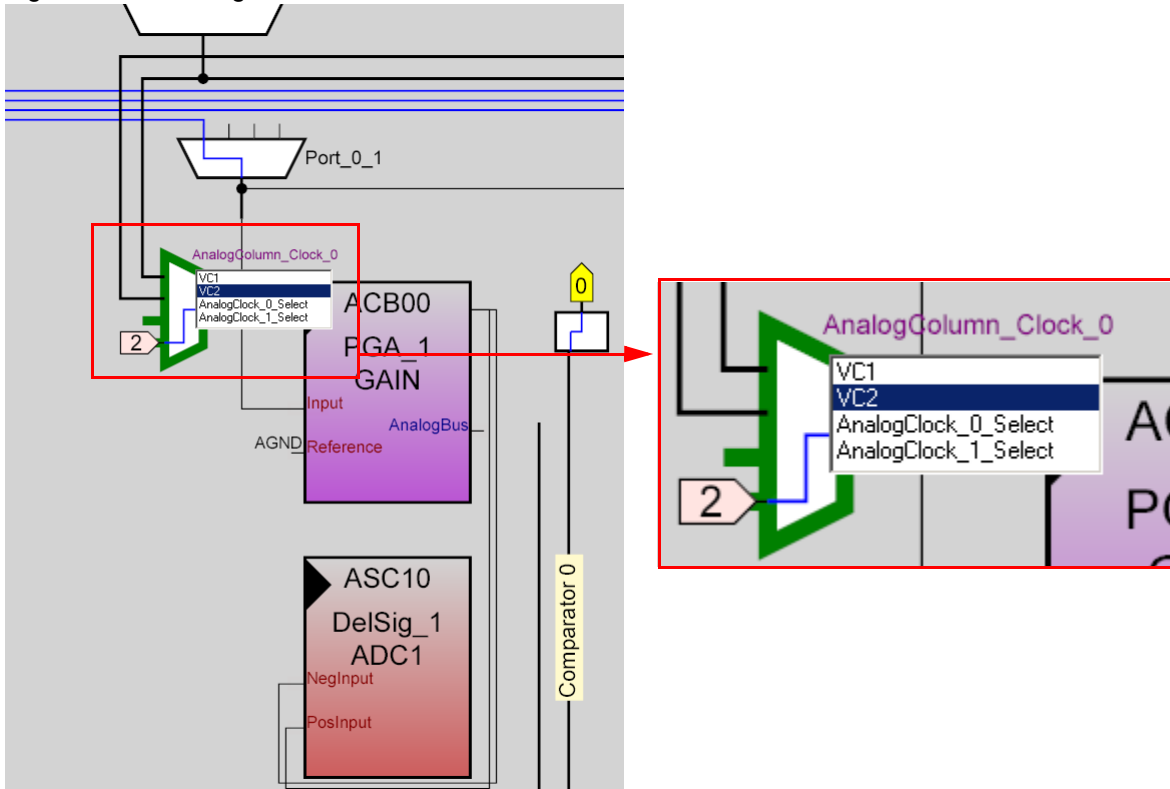 Port_0_1
AnalogColumn_Clock_0
VC1
VC2
AnalogClock_0_Select
AnalogClock_1_Select
2
ACB00
PGA_1
GAIN
Input
AnalogBus
AGND
Reference
0
Comparator 0
ASC10
DelSig_1
ADC1
NegInput
PosInput
AnalogColumn_Clock_0
VC1
VC2
AnalogClock_0_Select
AnalogClock_1_Select
2